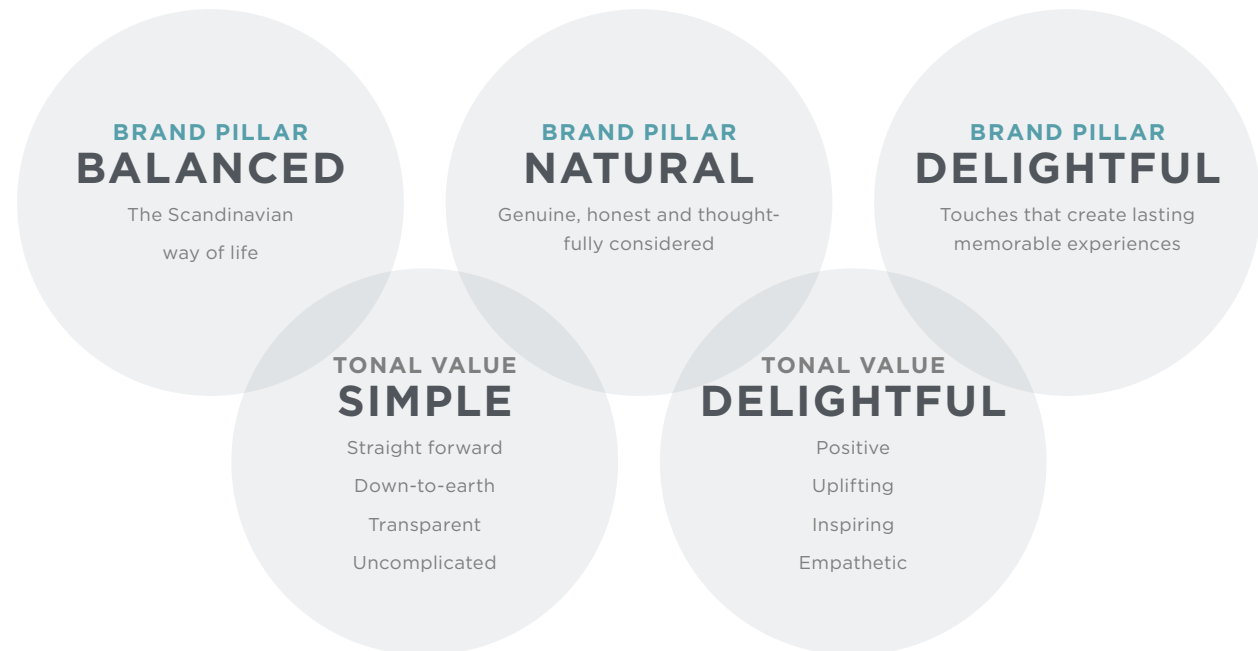 BRAND PILLAR
BALANCED
The Scandinavian
way of life
BRAND PILLAR
NATURAL
Genuine, honest and thought-
fully considered
BRAND PILLAR
DELIGHTFUL
Touches that create lasting
memorable experiences
TONAL VALUE
SIMPLE
Straight forward
Down-to-earth
Transparent
Uncomplicated
TONAL VALUE
DELIGHTFUL
Positive
Uplifting
Inspiring
Empathetic